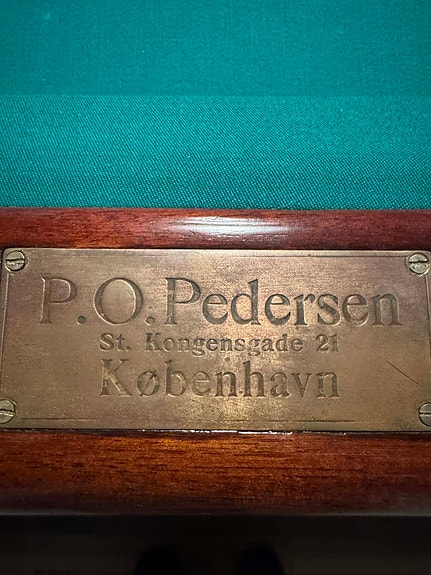 P.O.Pedersen
St. Kongensgade 21
København